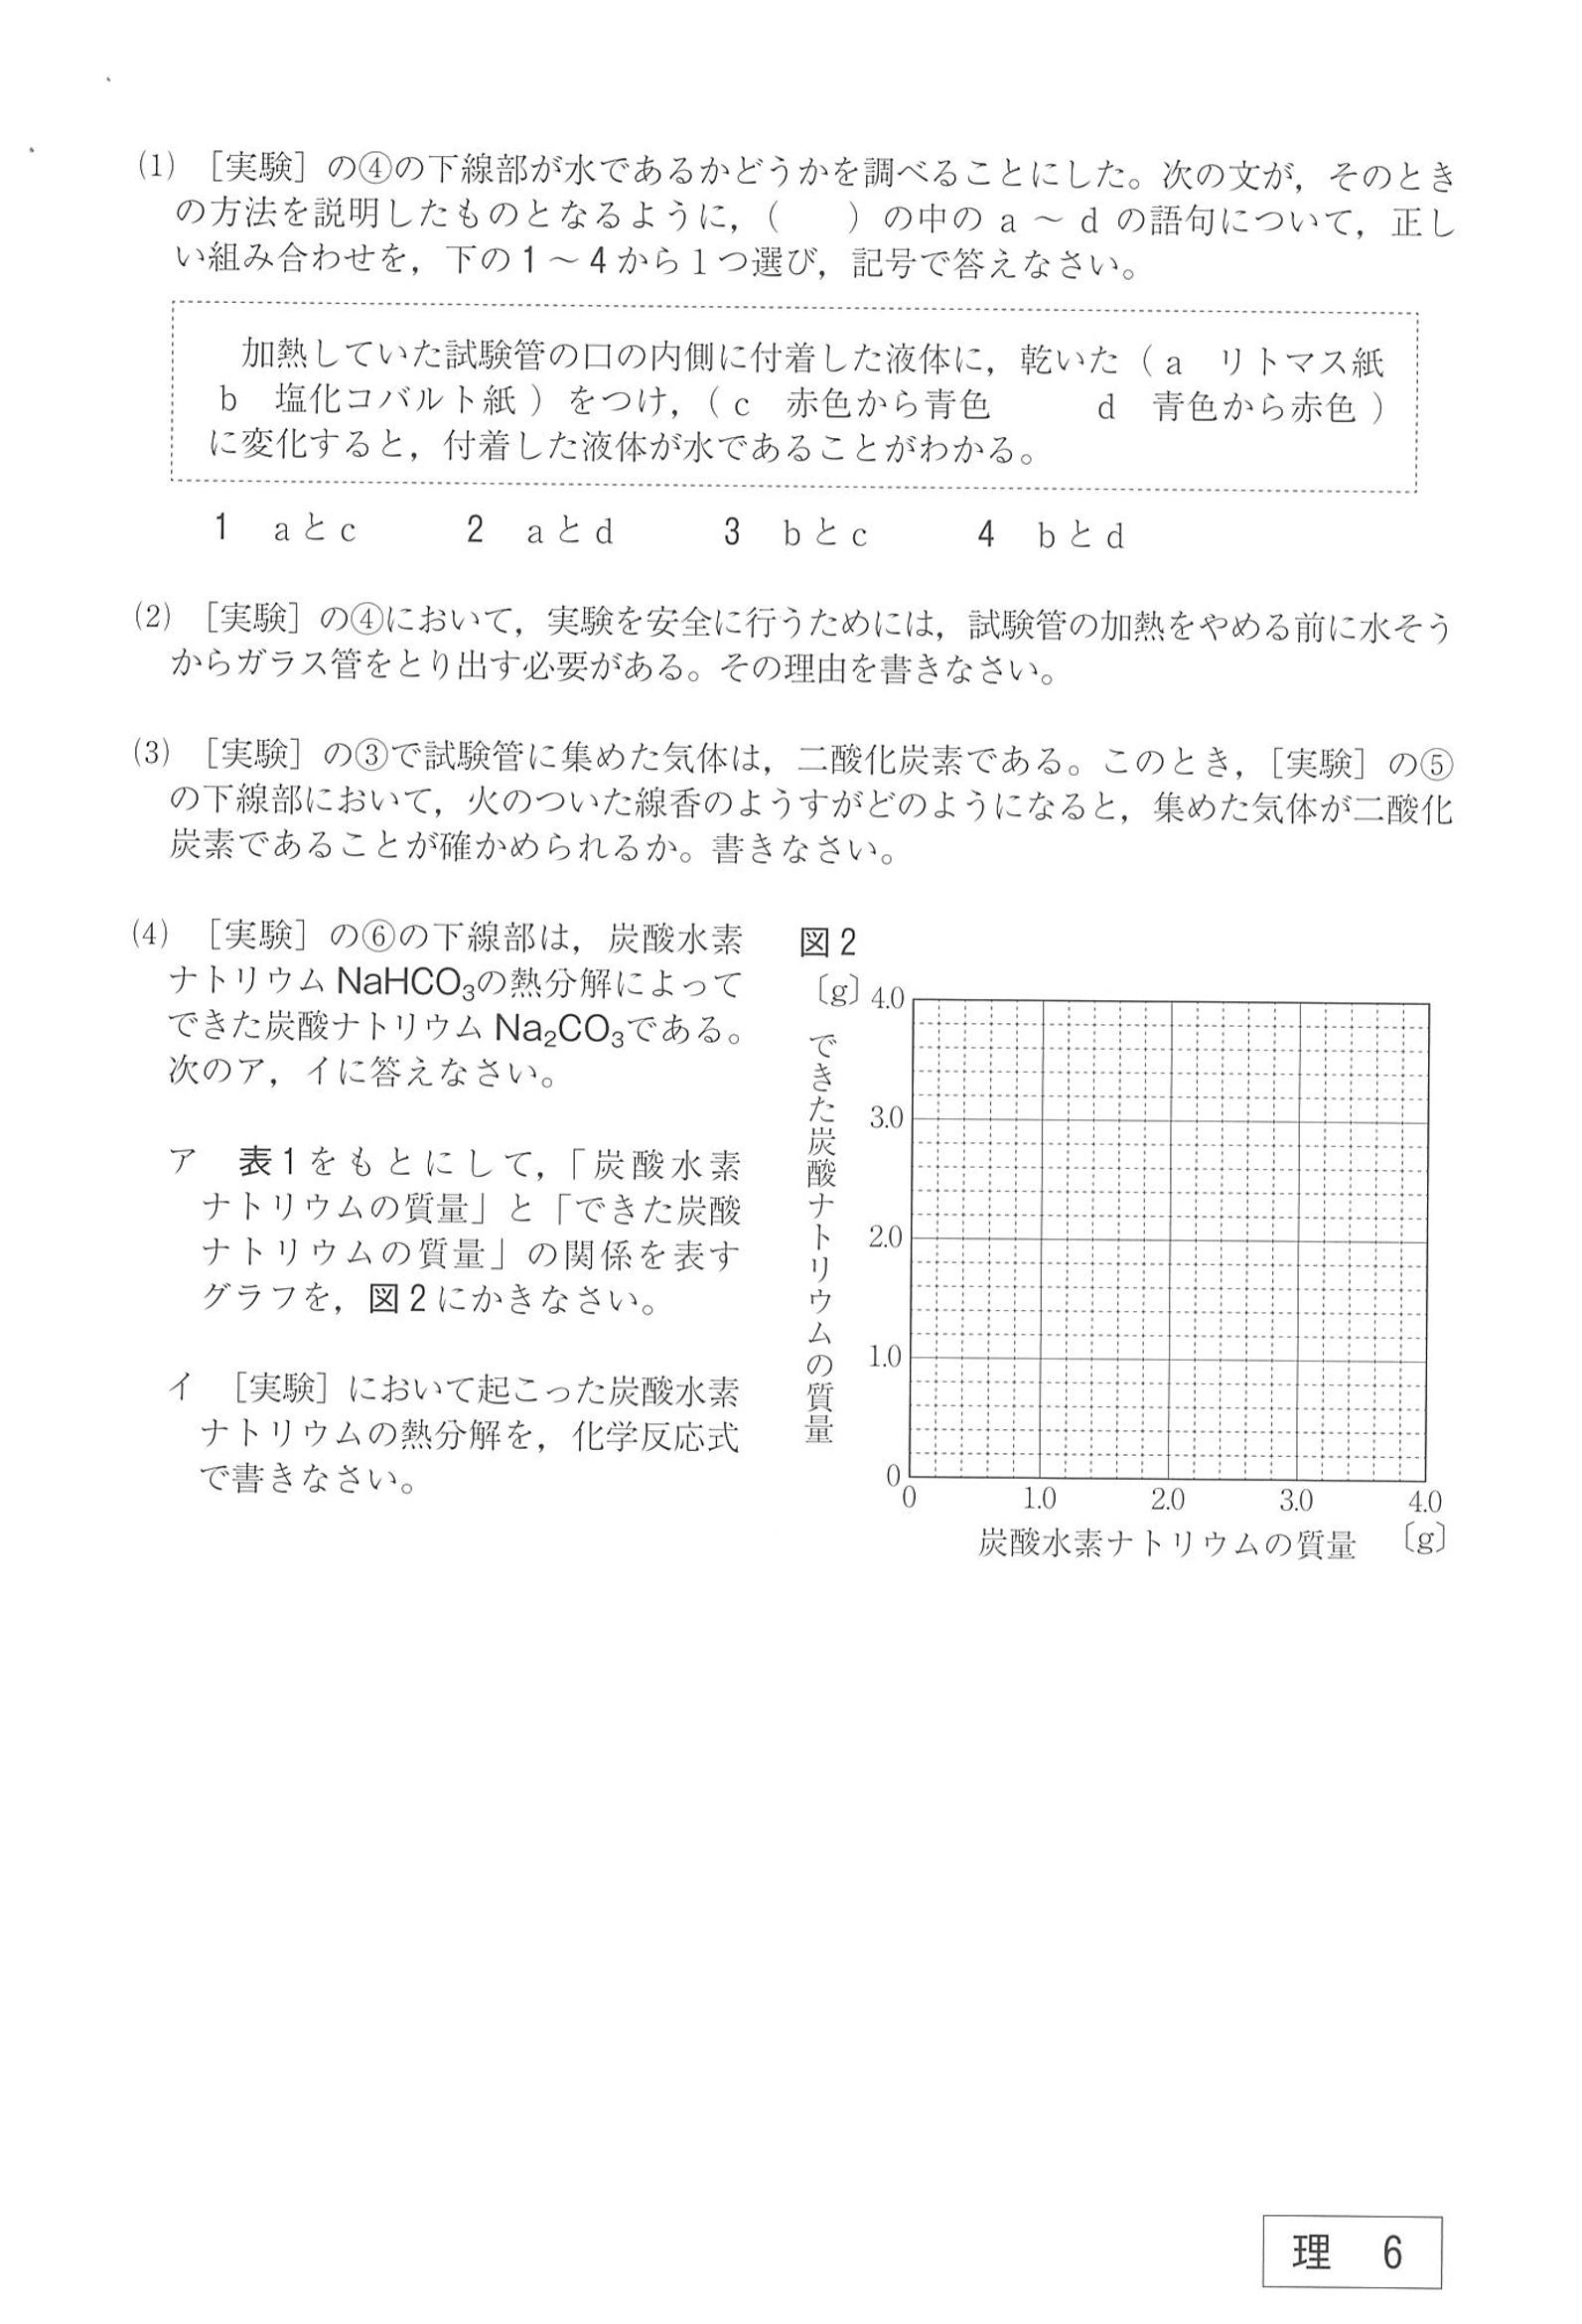 (1) ［実験］の④の下線部が水であるかどうかを調べることにした。次の文が，そのとき
の方法を説明したものとなるように，（　　）の中の a ～ d の語句について，正し
い組み合わせを，下の1～4から1つ選び，記号で答えなさい。
加熱していた試験管の口の内側に付着した液体に，乾いた（a　リトマス紙
b　塩化コバルト紙）をつけ，（c　赤色から青色　　d　青色から赤色）
に変化すると，付着した液体が水であることがわかる。
1　aとc　　2　aとd　　3　bとc　　4　bとd
(2) ［実験］の④において，実験を安全に行うためには，試験管の加熱をやめる前に水そう
からガラス管をとり出す必要がある。その理由を書きなさい。
(3) ［実験］の③で試験管に集めた気体は，二酸化炭素である。このとき，［実験］の⑤
の下線部において，火のついた線香のようすがどのようになると，集めた気体が二酸化
炭素であることが確かめられるか。書きなさい。
(4) ［実験］の⑥の下線部は，炭酸水素
ナトリウム NaHCO₃の熱分解によって
できた炭酸ナトリウム Na₂CO₃である。
次のア，イに答えなさい。
ア　表1をもとにして，「炭酸水素
ナトリウムの質量」と「できた炭酸
ナトリウムの質量」の関係を表す
グラフを，図2にかきなさい。
イ　［実験］において起こった炭酸水素
ナトリウムの熱分解を，化学反応式
で書きなさい。
図2
〔g〕
4.0
3.0
2.0
1.0
0
できた炭酸ナトリウムの質量
0　1.0　2.0　3.0　4.0
炭酸水素ナトリウムの質量　〔g〕
理　6